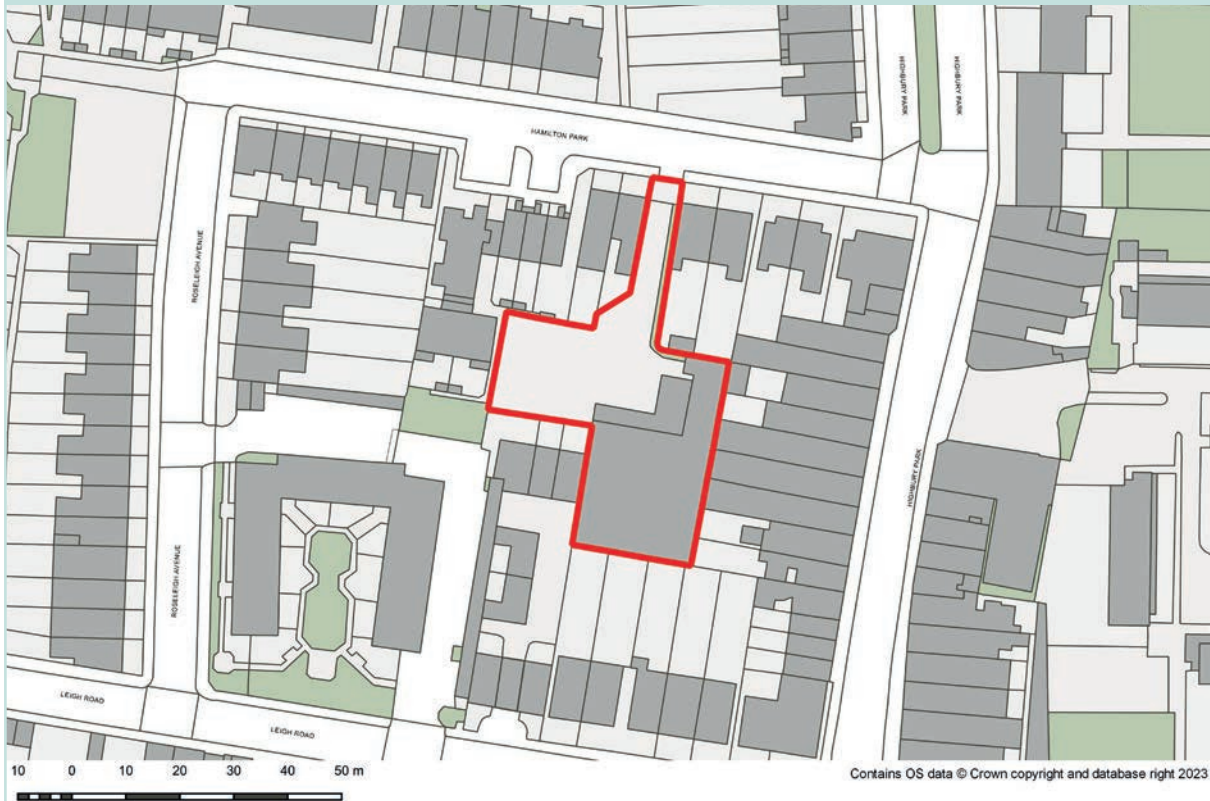 HIGHBURY PARK
HIGHBURY PARK
HAMILTON PARK
ROSELEIGH AVENUE
HIGHBURY PARK
ROSELEIGH AVENUE
LEIGH ROAD
LEIGH ROAD
10 0 10 20 30 40 50 m
Contains OS data © Crown copyright and database right 2023